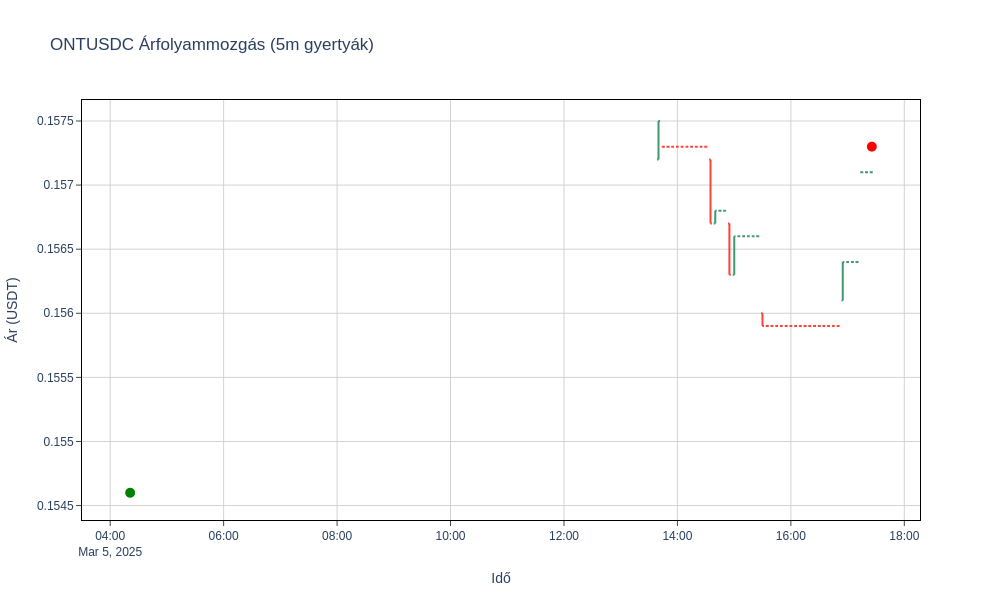 ONTUSDC Árfolyammozgás (5m gyertyák)
Ár (USDT)
0.1575
0.157
0.1565
0.156
0.1555
0.155
0.1545
04:00 06:00 08:00 10:00 12:00 14:00 16:00 18:00
Mar 5, 2025
Idő